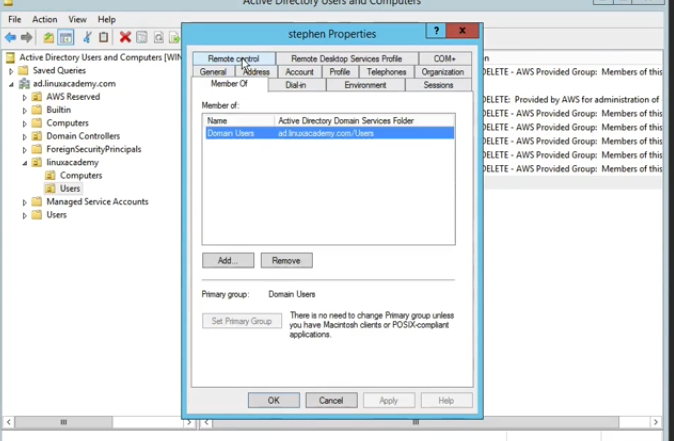 Active Directory Users and Computers
File Action View Help
Active Directory Users and Computers [WIN
Saved Queries
ad.linuxacademy.com
AWS Reserved
Builtin
Computers
Domain Controllers
ForeignSecurityPrincipals
linuxacademy
Computers
Users
Managed Service Accounts
Users
stephen Properties
?
x
Remote control Remote Desktop Services Profile COM+
General Address Account Profile Telephones Organization
Member Of Dial-in Environment Sessions
Member of:
Name Active Directory Domain Services Folder
Domain Users ad.linuxacademy.com/Users
Add... Remove
Primary group: Domain Users
Set Primary Group
There is no need to change Primary group unless
you have Macintosh clients or POSIX-compliant
applications.
OK Cancel Apply Help
DELETE - AWS Provided Group: Members of this
DELETE: Provided by AWS for administration of
DELETE - AWS Provided Group: Members of this
DELETE - AWS Provided Group: Members of this
DELETE - AWS Provided Group: Members of this
DELETE - AWS Provided Group: Members of this
DELETE - AWS Provided Group: Members of this